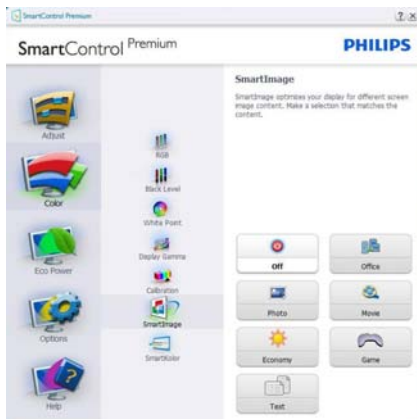 SmartControl Premium
SmartControl Premium
PHILIPS
Adjust
Color
Eco Power
Options
Help
RGB
Black Level
White Point
Display Gamma
Calibration
SmartImage
SmartKolor
SmartImage
SmartImage optimizes your display for different screen
image content. Make a selection that matches the
content.
Off
Office
Photo
Movie
Economy
Game
Text